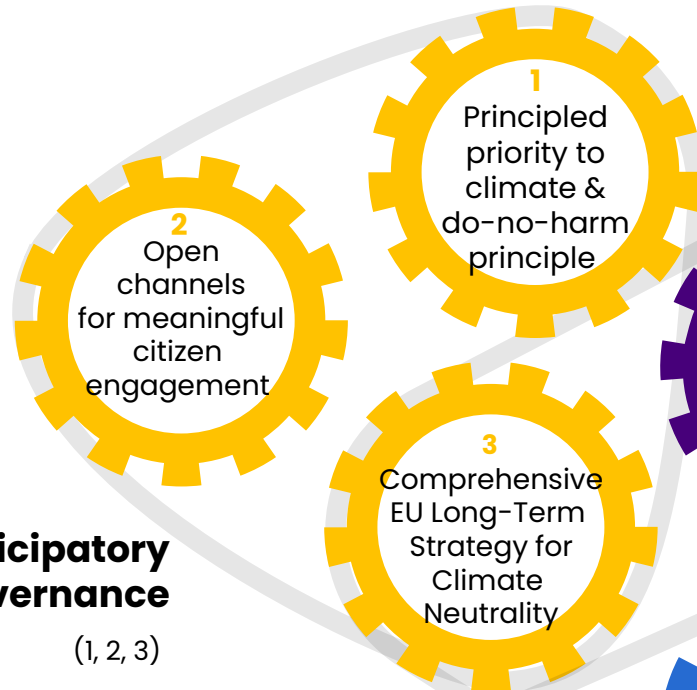 1
Principled
priority to
climate &
do-no-harm
principle
2
Open
channels
for meaningful
citizen
engagement
3
Comprehensive
EU Long-Term
Strategy for
Climate
Neutrality
icipatory
vernance
(1, 2, 3)